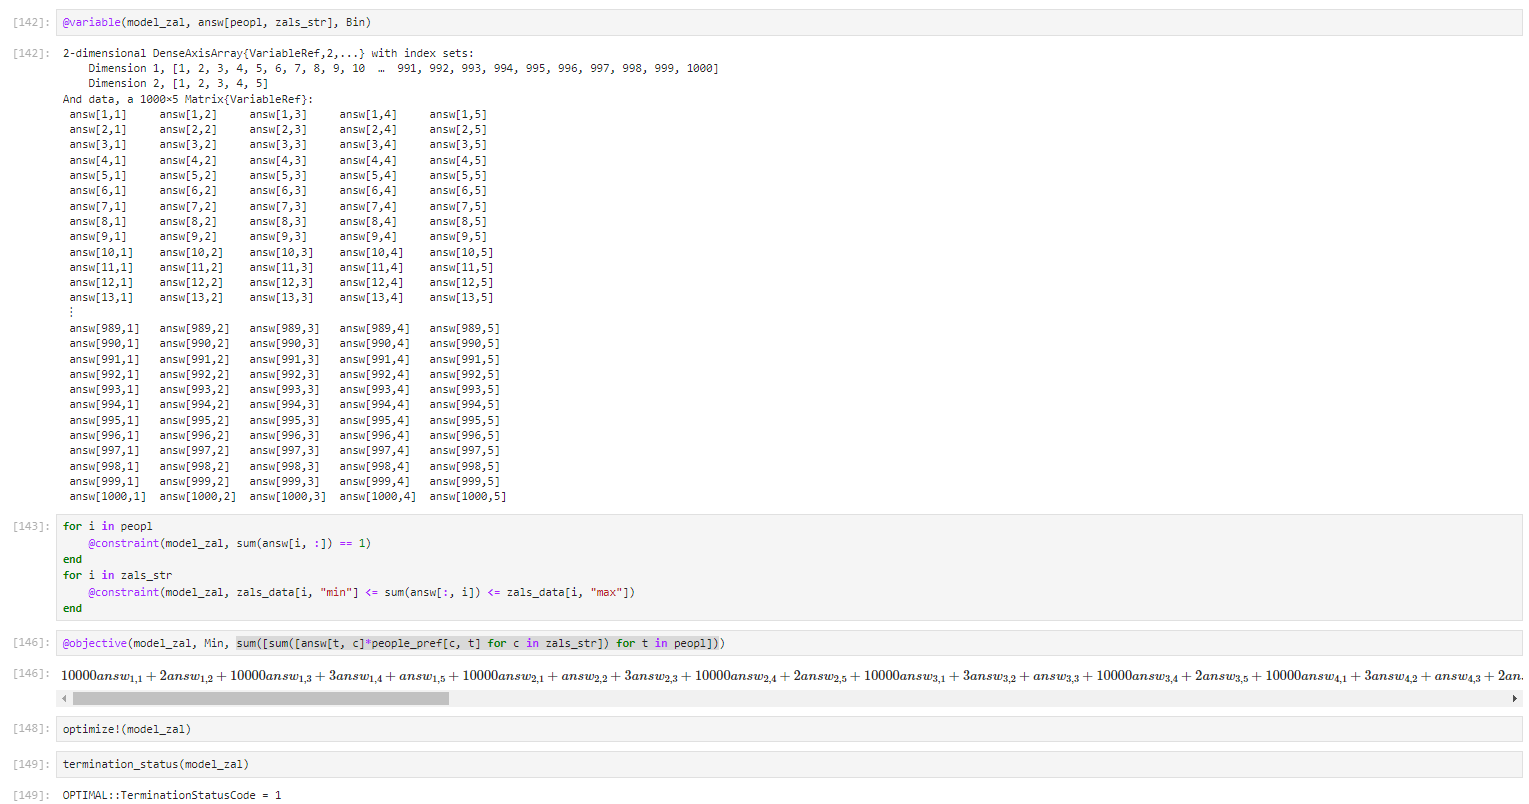 [142]: @variable(model_zal, answ[peopl, zals_str], Bin)
[142]: 2-dimensional DenseAxisArray{VariableRef,2,...} with index sets:
Dimension 1, [1, 2, 3, 4, 5, 6, 7, 8, 9, 10 … 991, 992, 993, 994, 995, 996, 997, 998, 999, 1000]
Dimension 2, [1, 2, 3, 4, 5]
And data, a 1000×5 Matrix{VariableRef}:
answ[1,1] answ[1,2] answ[1,3] answ[1,4] answ[1,5]
answ[2,1] answ[2,2] answ[2,3] answ[2,4] answ[2,5]
answ[3,1] answ[3,2] answ[3,3] answ[3,4] answ[3,5]
answ[4,1] answ[4,2] answ[4,3] answ[4,4] answ[4,5]
answ[5,1] answ[5,2] answ[5,3] answ[5,4] answ[5,5]
answ[6,1] answ[6,2] answ[6,3] answ[6,4] answ[6,5]
answ[7,1] answ[7,2] answ[7,3] answ[7,4] answ[7,5]
answ[8,1] answ[8,2] answ[8,3] answ[8,4] answ[8,5]
answ[9,1] answ[9,2] answ[9,3] answ[9,4] answ[9,5]
answ[10,1] answ[10,2] answ[10,3] answ[10,4] answ[10,5]
answ[11,1] answ[11,2] answ[11,3] answ[11,4] answ[11,5]
answ[12,1] answ[12,2] answ[12,3] answ[12,4] answ[12,5]
answ[13,1] answ[13,2] answ[13,3] answ[13,4] answ[13,5]
⋮
answ[989,1] answ[989,2] answ[989,3] answ[989,4] answ[989,5]
answ[990,1] answ[990,2] answ[990,3] answ[990,4] answ[990,5]
answ[991,1] answ[991,2] answ[991,3] answ[991,4] answ[991,5]
answ[992,1] answ[992,2] answ[992,3] answ[992,4] answ[992,5]
answ[993,1] answ[993,2] answ[993,3] answ[993,4] answ[993,5]
answ[994,1] answ[994,2] answ[994,3] answ[994,4] answ[994,5]
answ[995,1] answ[995,2] answ[995,3] answ[995,4] answ[995,5]
answ[996,1] answ[996,2] answ[996,3] answ[996,4] answ[996,5]
answ[997,1] answ[997,2] answ[997,3] answ[997,4] answ[997,5]
answ[998,1] answ[998,2] answ[998,3] answ[998,4] answ[998,5]
answ[999,1] answ[999,2] answ[999,3] answ[999,4] answ[999,5]
answ[1000,1] answ[1000,2] answ[1000,3] answ[1000,4] answ[1000,5]
[143]: for i in peopl
@constraint(model_zal, sum(answ[i, :]) == 1)
end
for i in zals_str
@constraint(model_zal, zals_data[i, "min"] <= sum(answ[:, i]) <= zals_data[i, "max"])
end
[146]: @objective(model_zal, Min, sum([sum([answ[t, c]*people_pref[c, t] for c in zals_str]) for t in peopl]))
[146]: 10000answ1,1 + 2answ1,2 + 10000answ1,3 + 3answ1,4 + answ1,5 + 10000answ2,1 + answ2,2 + 3answ2,3 + 10000answ2,4 + 2answ2,5 + 10000answ3,1 + 3answ3,2 + answ3,3 + 10000answ3,4 + 2answ3,5 + 10000answ4,1 + 3answ4,2 + answ4,3 + 2ans
[148]: optimize!(model_zal)
[149]: termination_status(model_zal)
[149]: OPTIMAL::TerminationStatusCode = 1